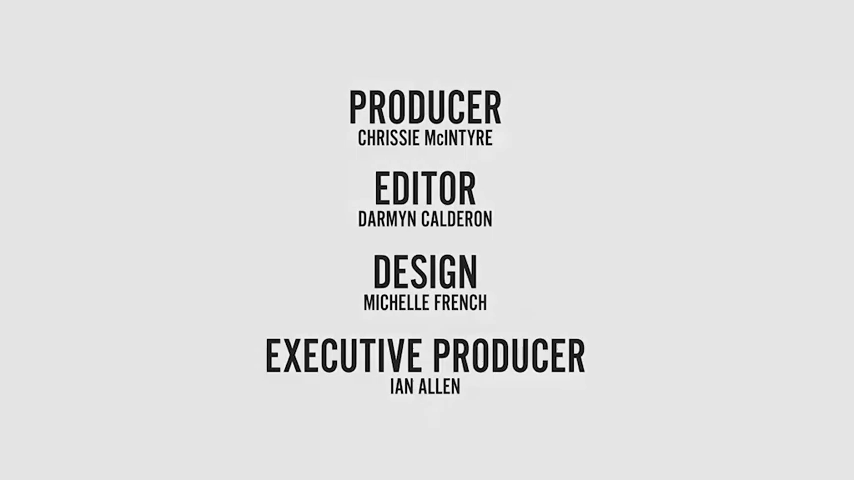 PRODUCER
CHRISSIE McINTYRE
EDITOR
DARMYN CALDERON
DESIGN
MICHELLE FRENCH
EXECUTIVE PRODUCER
IAN ALLEN